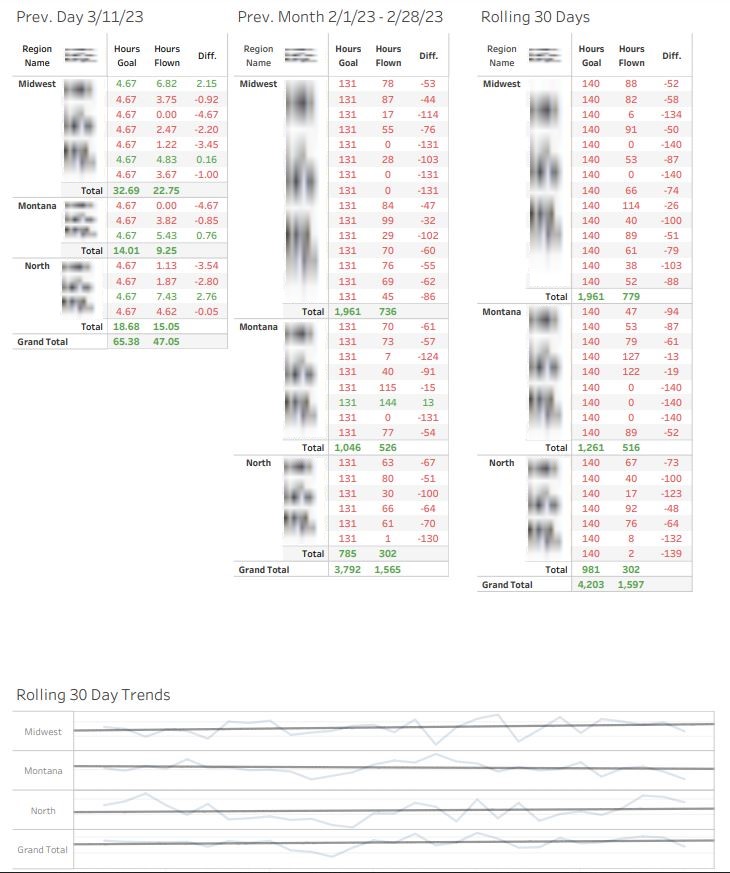 Prev. Day 3/11/23
Region Name Hours Goal Hours Flown Diff.
Midwest 4.67 6.82 2.15
4.67 3.75 -0.92
4.67 0.00 -4.67
4.67 2.47 -2.20
4.67 1.22 -3.45
4.67 4.83 0.16
4.67 3.67 -1.00
Total 32.69 22.75
Montana 4.67 0.00 -4.67
4.67 3.82 -0.85
4.67 5.43 0.76
Total 14.01 9.25
North 4.67 1.13 -3.54
4.67 1.87 -2.80
4.67 7.43 2.76
4.67 4.62 -0.05
Total 18.68 15.05
Grand Total 65.38 47.05
Prev. Month 2/1/23 - 2/28/23
Region Name Hours Goal Hours Flown Diff.
Midwest 131 78 -53
131 87 -44
131 17 -114
131 55 -76
131 0 -131
131 28 -103
131 0 -131
131 0 -131
131 84 -47
131 99 -32
131 29 -102
131 70 -60
131 76 -55
131 69 -62
131 45 -86
Total 1,961 736
Montana 131 70 -61
131 73 -57
131 7 -124
131 40 -91
131 115 -15
131 144 13
131 0 -131
131 77 -54
Total 1,046 526
North 131 63 -67
131 80 -51
131 30 -100
131 66 -64
131 61 -70
131 1 -130
Total 785 302
Grand Total 3,792 1,565
Rolling 30 Days
Region Name Hours Goal Hours Flown Diff.
Midwest 140 88 -52
140 82 -58
140 6 -134
140 91 -50
140 0 -140
140 53 -87
140 0 -140
140 66 -74
140 114 -26
140 40 -100
140 89 -51
140 61 -79
140 38 -103
140 52 -88
Total 1,961 779
Montana 140 47 -94
140 53 -87
140 79 -61
140 127 -13
140 122 -19
140 0 -140
140 0 -140
140 0 -140
140 89 -52
Total 1,261 516
North 140 67 -73
140 40 -100
140 17 -123
140 92 -48
140 76 -64
140 8 -132
140 2 -139
Total 981 302
Grand Total 4,203 1,597
Rolling 30 Day Trends
Midwest
Montana
North
Grand Total